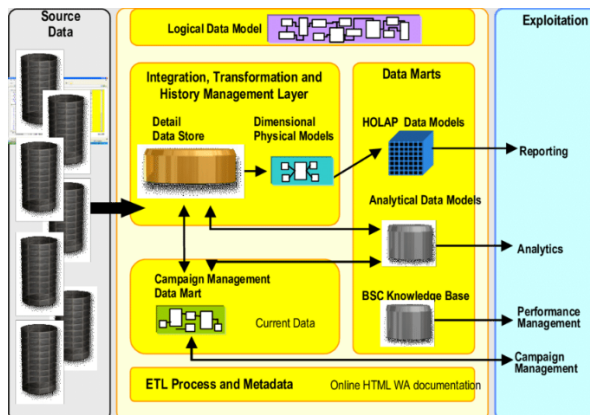 Source
Data
Logical Data Model
Exploitation
Integration, Transformation and
History Management Layer
Data Marts
Detail
Data Store
Dimensional
Physical Models
HOLAP Data Models
Reporting
Analytical Data Models
Analytics
Campaign Management
Data Mart
Current Data
BSC Knowledge Base
Performance
Management
Campaign
Management
ETL Process and Metadata
Online HTML WA documentation